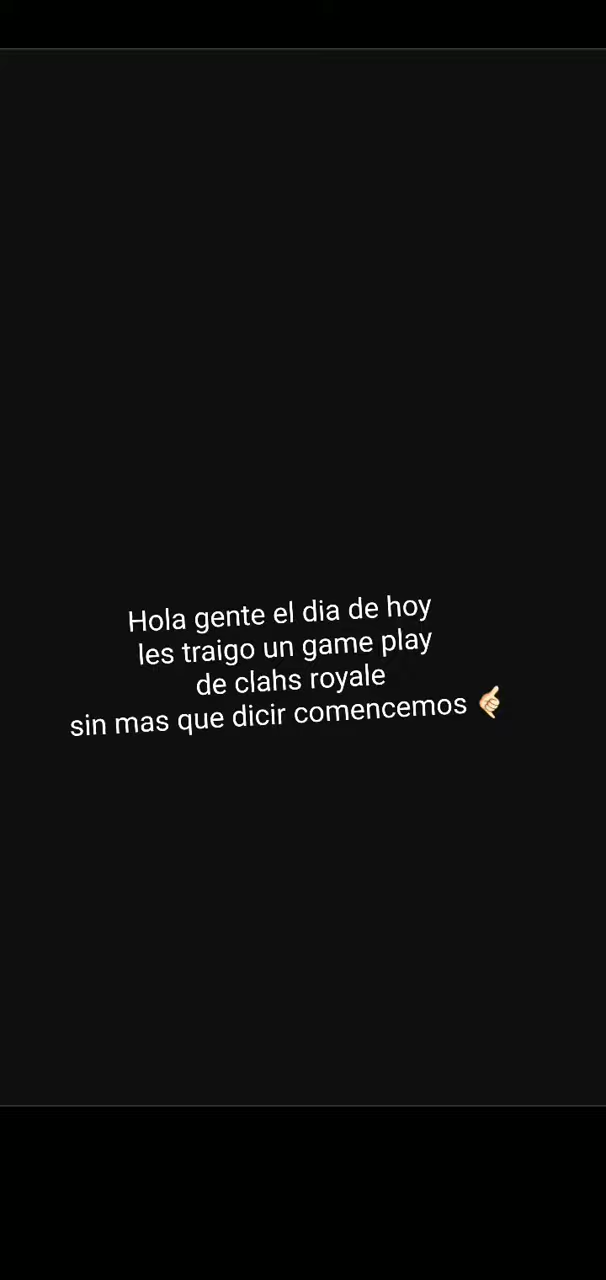 Hola gente el dia de hoy
les traigo un game play
de clahs royale
sin mas que dicir comencemos 🤙🏻